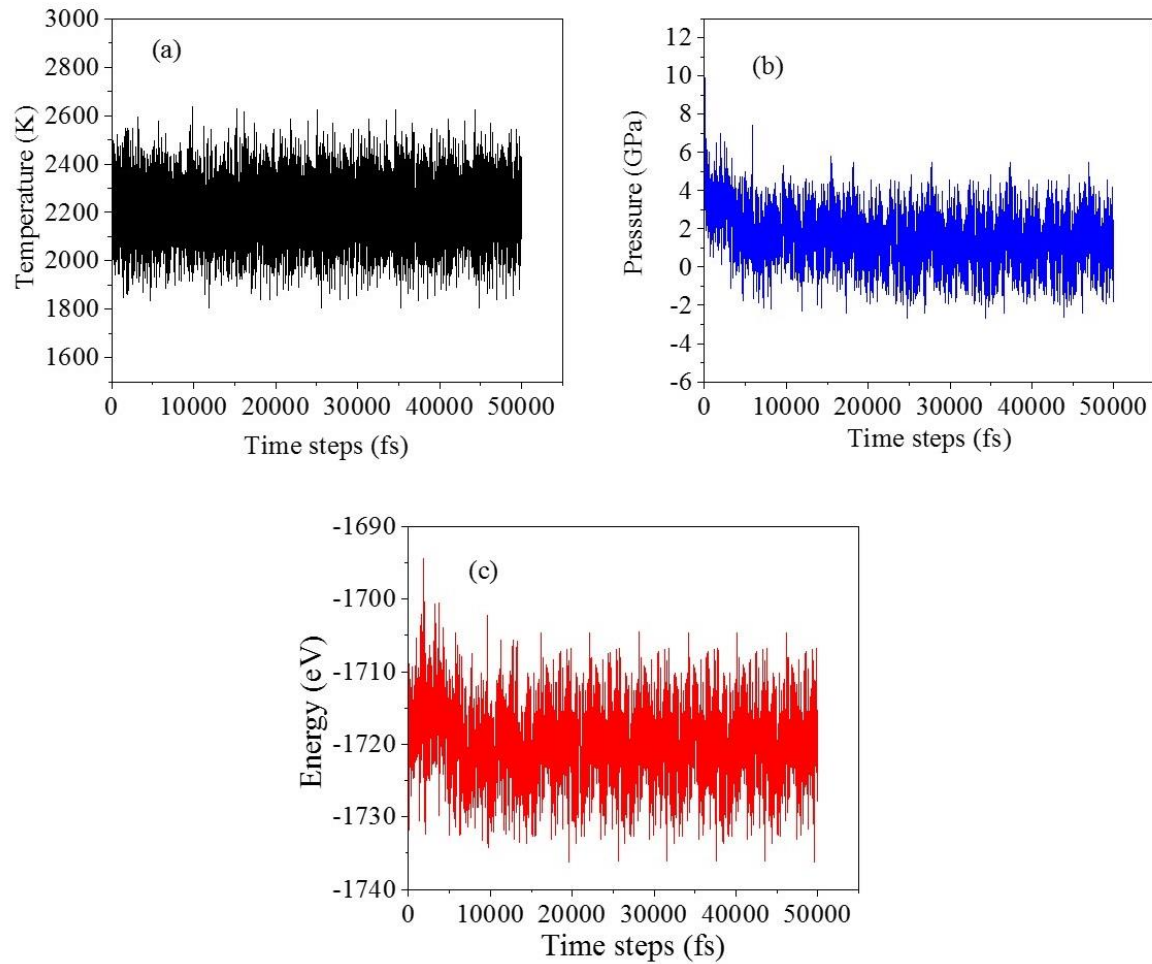 (a)
Temperature (K)
3000
2800
2600
2400
2200
2000
1800
1600
0 10000 20000 30000 40000 50000
Time steps (fs)
(b)
Pressure (GPa)
12
10
8
6
4
2
0
-2
-4
-6
0 10000 20000 30000 40000 50000
Time steps (fs)
(c)
Energy (eV)
-1690
-1700
-1710
-1720
-1730
-1740
0 10000 20000 30000 40000 50000
Time steps (fs)